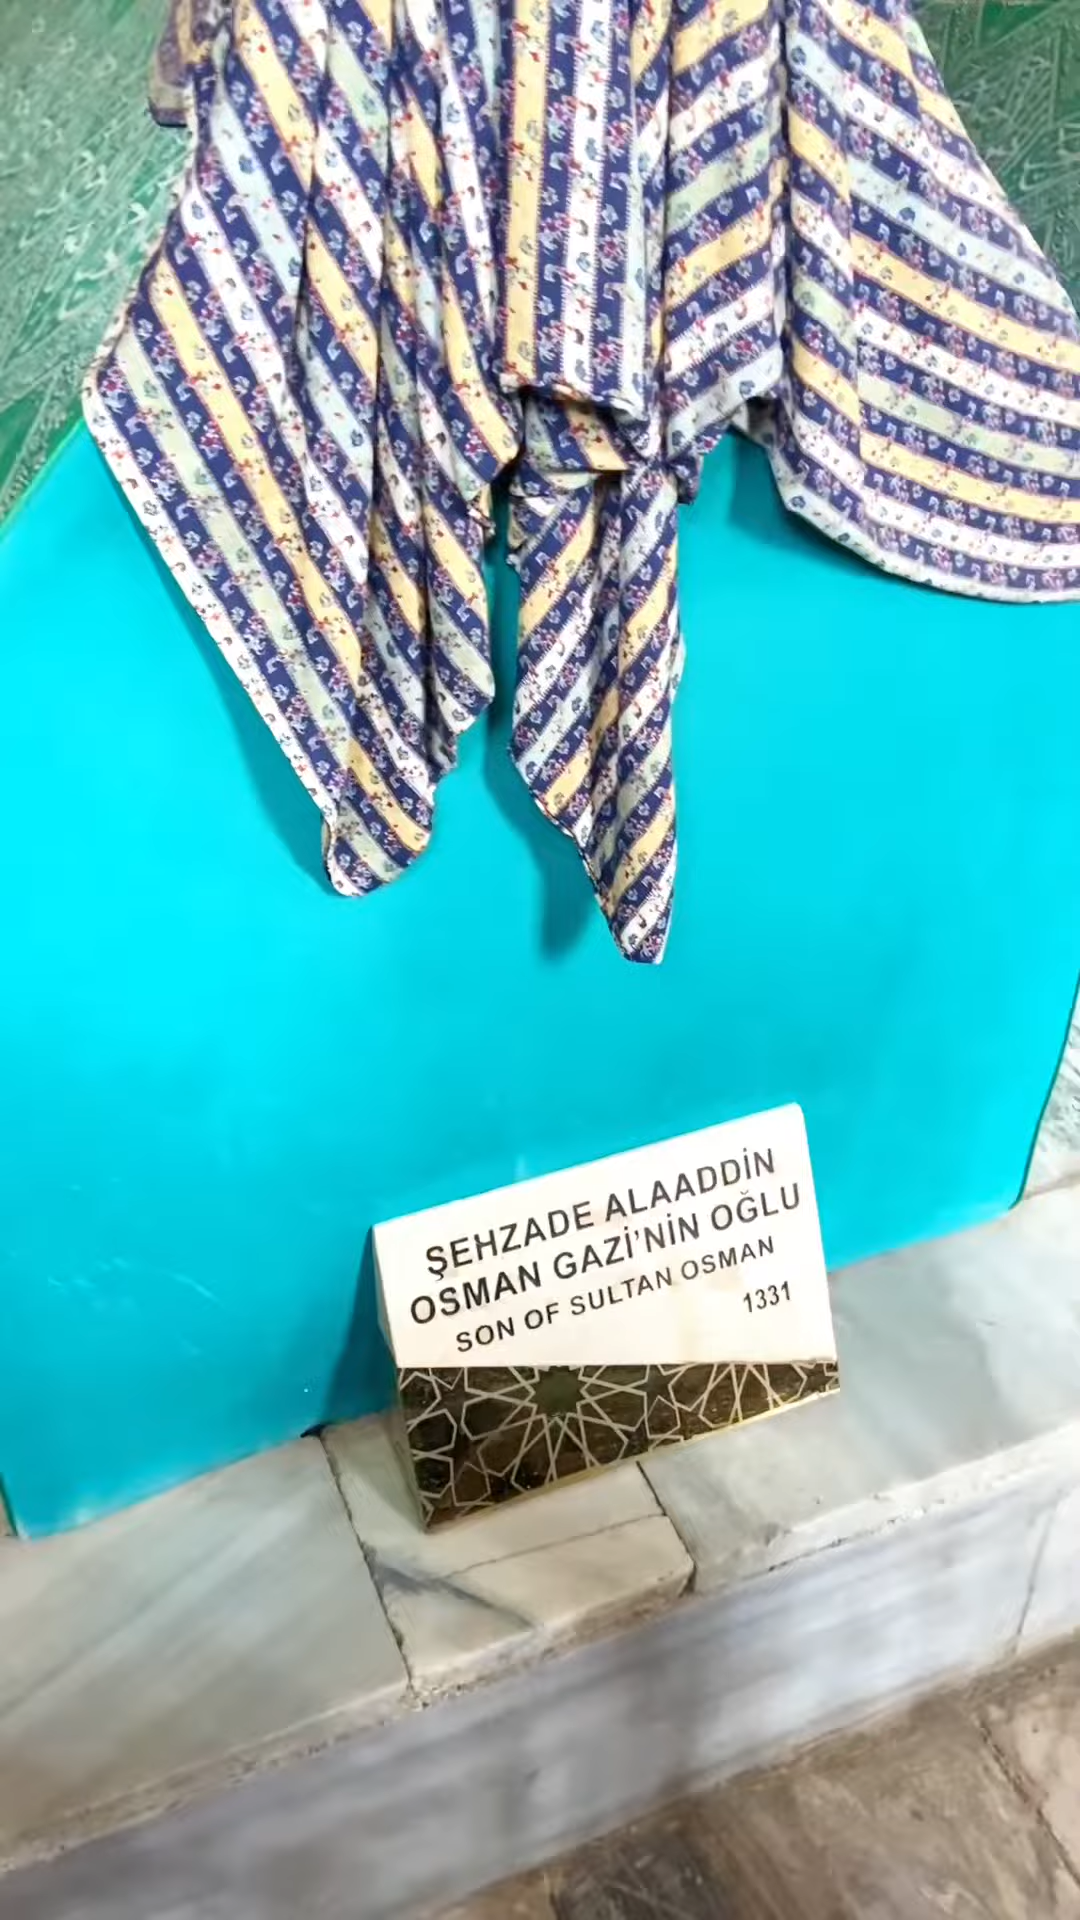 ŞEHZADE ALAADDİN
OSMAN GAZİ'NİN OĞLU
SON OF SULTAN OSMAN
1331